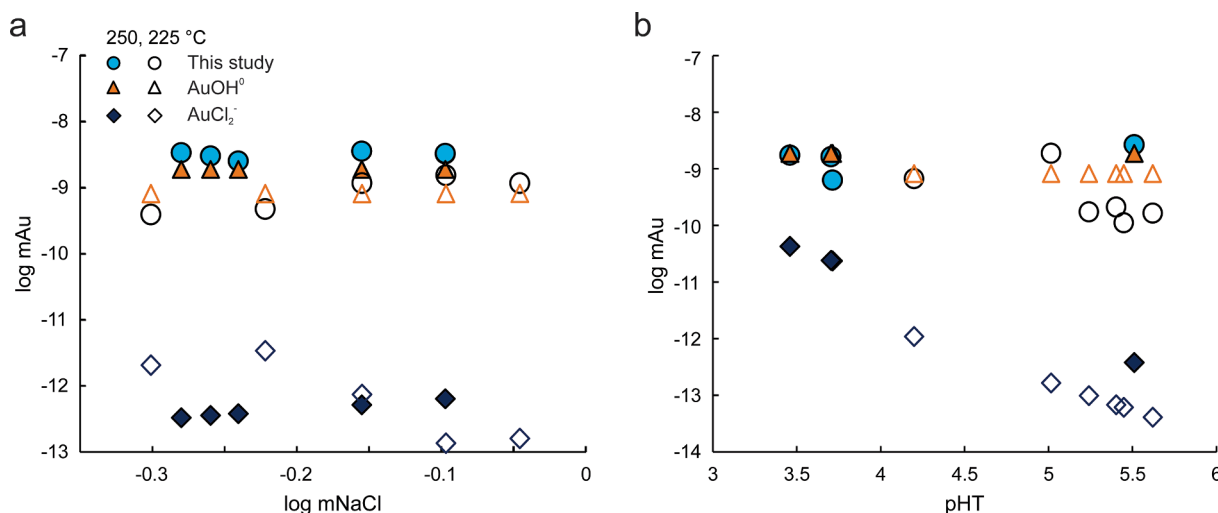 a
250, 225 °C
This study
AuOH⁰
AuCl₂⁻
log mAu
-7
-8
-9
-10
-11
-12
-13
-0.3
-0.2
-0.1
0
log mNaCl
b
log mAu
-7
-8
-9
-10
-11
-12
-13
-14
3
3.5
4
4.5
5
5.5
6
pHT